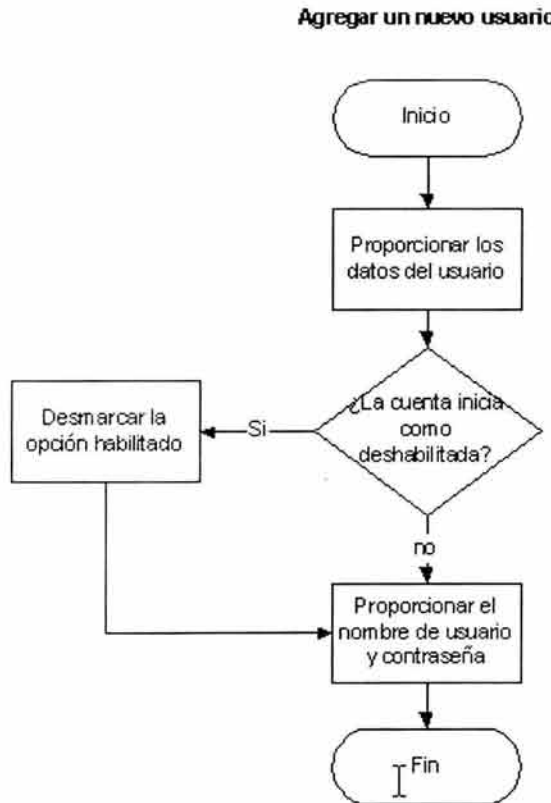 Agregar un nuevo usuario
Inicio
Proporcionar los
datos del usuario
¿La cuenta inicia
como
deshabilitada?
Si
Desmarcar la
opción habilitado
no
Proporcionar el
nombre de usuario
y contraseña
Fin